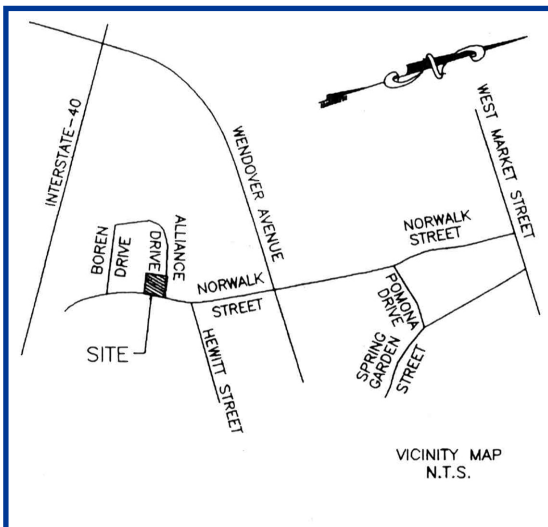 INTERSTATE-40
WENDOVER AVENUE
WEST MARKET STREET
BOREN
DRIVE
ALLIANCE
DRIVE
NORWALK
STREET
NORWALK
STREET
POMONA
DRIVE
SPRING
GARDEN
STREET
HEWITT STREET
SITE
VICINITY MAP
N.T.S.